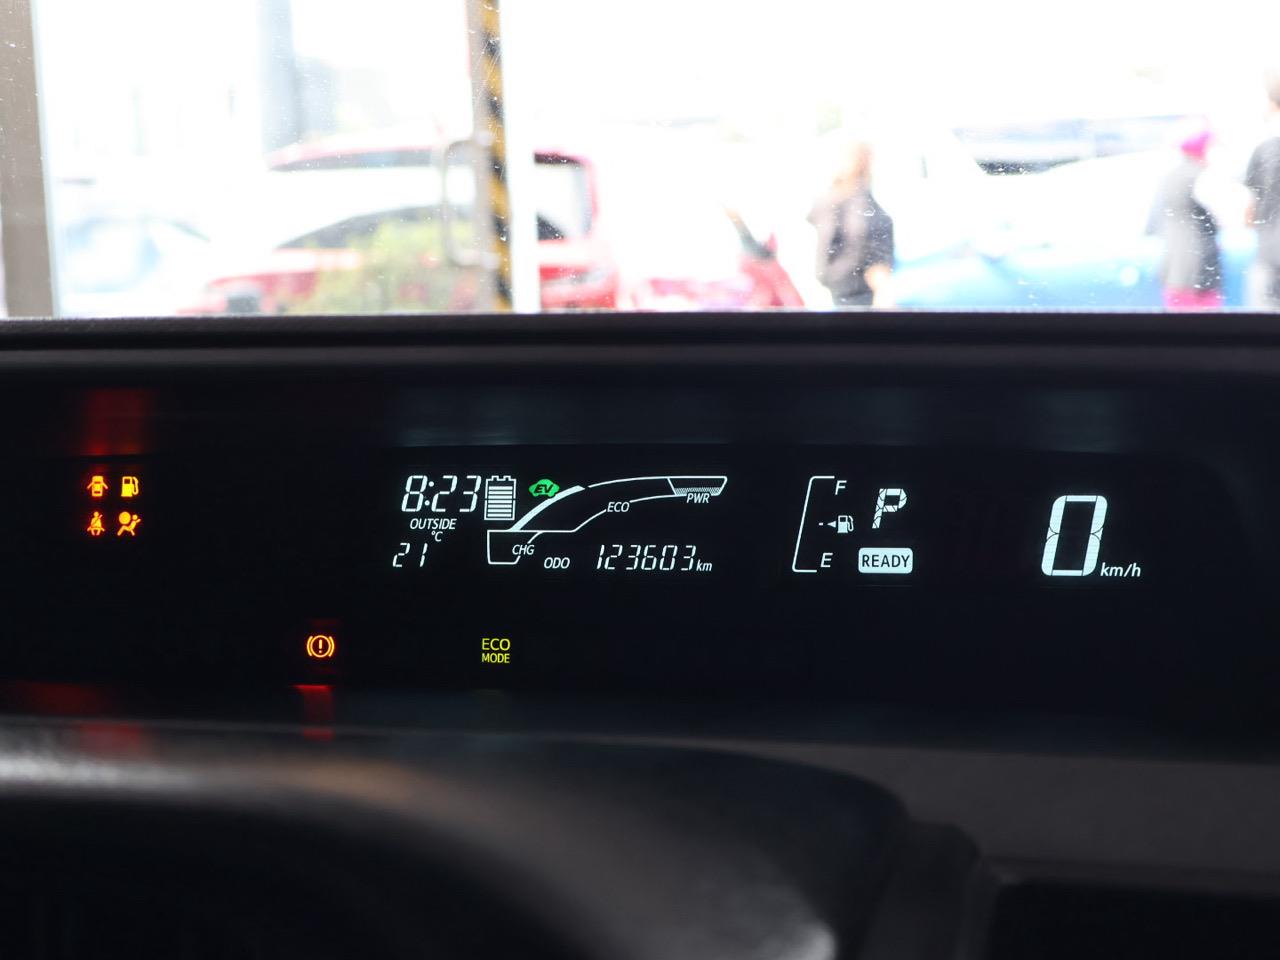 8:23
EV
OUTSIDE
°C
21
CHG
ECO
PWR
ODO 123603 km
F
E
P
READY
0 km/h
ECO
MODE